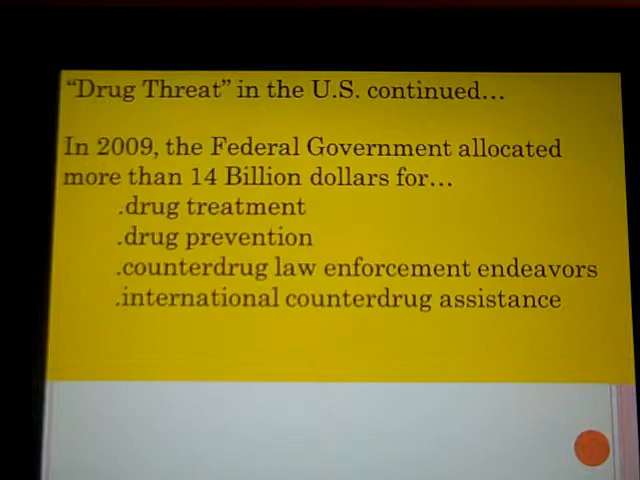 “Drug Threat” in the U.S. continued...
In 2009, the Federal Government allocated
more than 14 Billion dollars for...
.drug treatment
.drug prevention
.counterdrug law enforcement endeavors
.international counterdrug assistance